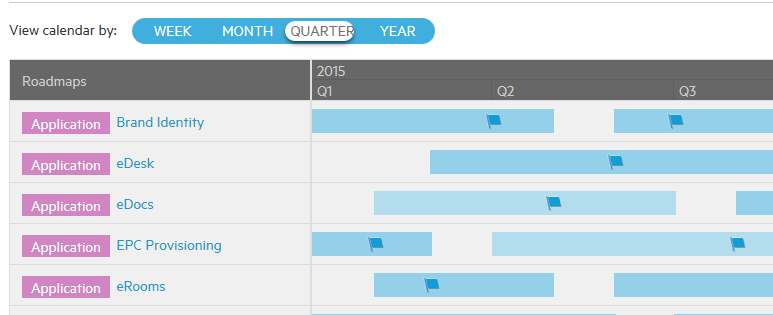 View calendar by: WEEK MONTH QUARTER YEAR
Roadmaps 2015
Q1 Q2 Q3
Application Brand Identity
Application eDesk
Application eDocs
Application EPC Provisioning
Application eRooms